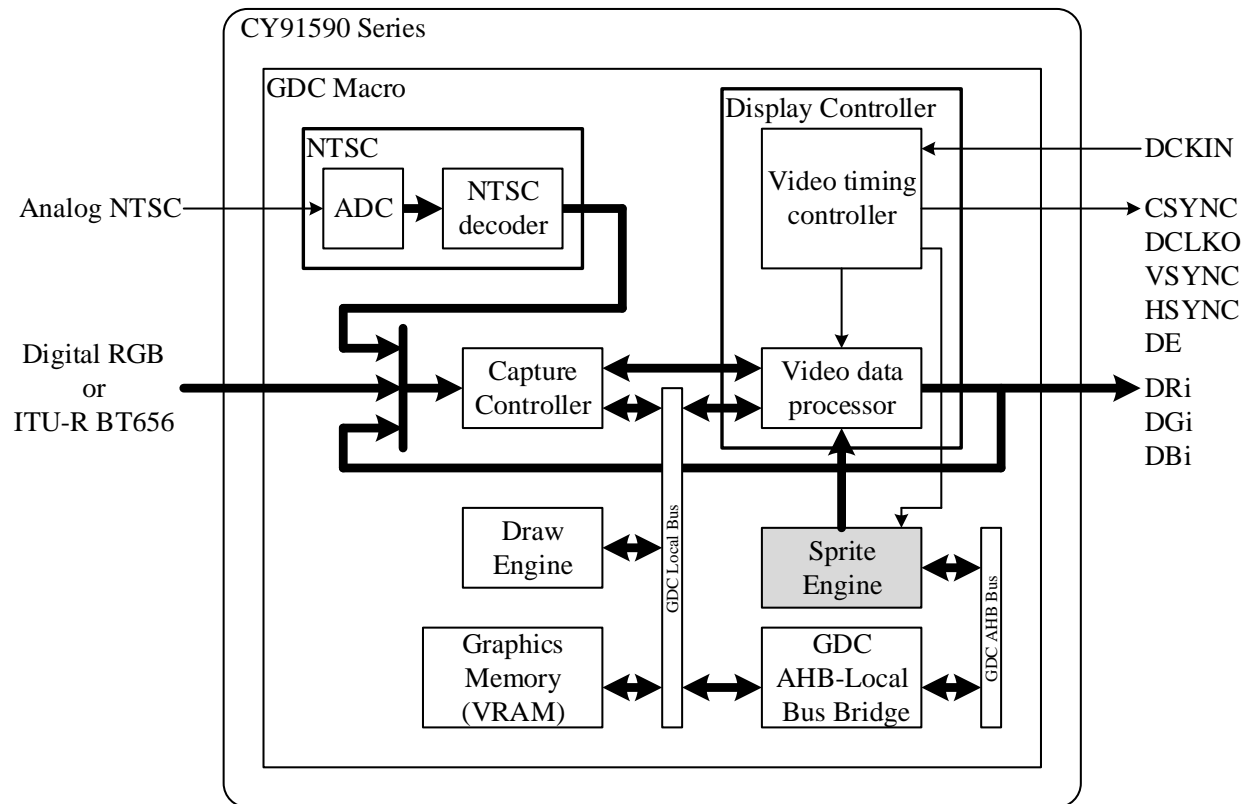 CY91590 Series
GDC Macro
Display Controller
NTSC
ADC
NTSC
decoder
Video timing
controller
DCKIN
Analog NTSC
CSYNC
DCLKO
VSYNC
HSYNC
DE
Digital RGB
or
ITU-R BT656
Capture
Controller
Video data
processor
DRi
DGi
DBi
Draw
Engine
GDC Local Bus
Sprite
Engine
GDC AHB Bus
Graphics
Memory
(VRAM)
GDC
AHB-Local
Bus Bridge